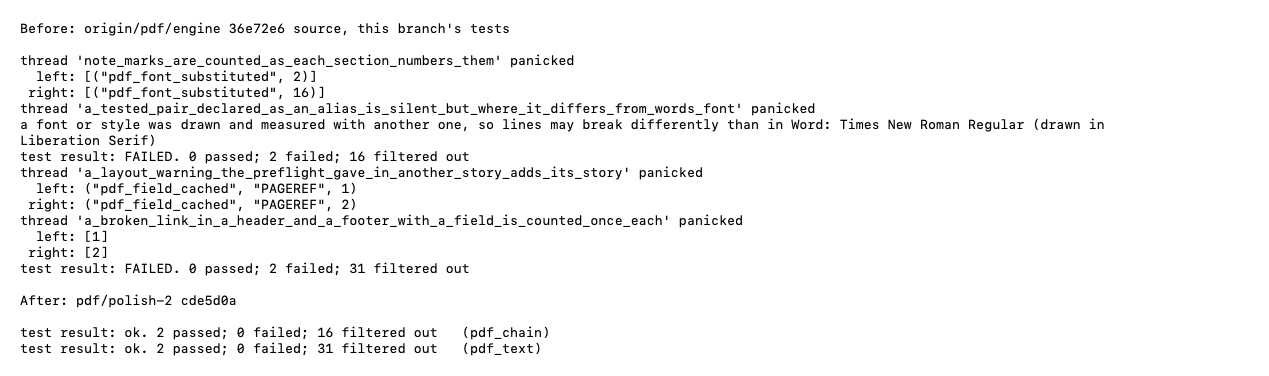 Before: origin/pdf/engine 36e72e6 source, this branch's tests
thread 'note_marks_are_counted_as_each_section_numbers_them' panicked
left: [("pdf_font_substituted", 2)]
right: [("pdf_font_substituted", 16)]
thread 'a_tested_pair_declared_as_an_alias_is_silent_but_where_it_differs_from_words_font' panicked
a font or style was drawn and measured with another one, so lines may break differently than in Word: Times New Roman Regular (drawn in
Liberation Serif)
test result: FAILED. 0 passed; 2 failed; 16 filtered out
thread 'a_layout_warning_the_preflight_gave_in_another_story_adds_its_story' panicked
left: ("pdf_field_cached", "PAGEREF", 1)
right: ("pdf_field_cached", "PAGEREF", 2)
thread 'a_broken_link_in_a_header_and_a_footer_with_a_field_is_counted_once_each' panicked
left: [1]
right: [2]
test result: FAILED. 0 passed; 2 failed; 31 filtered out
After: pdf/polish-2 cde5d0a
test result: ok. 2 passed; 0 failed; 16 filtered out (pdf_chain)
test result: ok. 2 passed; 0 failed; 31 filtered out (pdf_text)